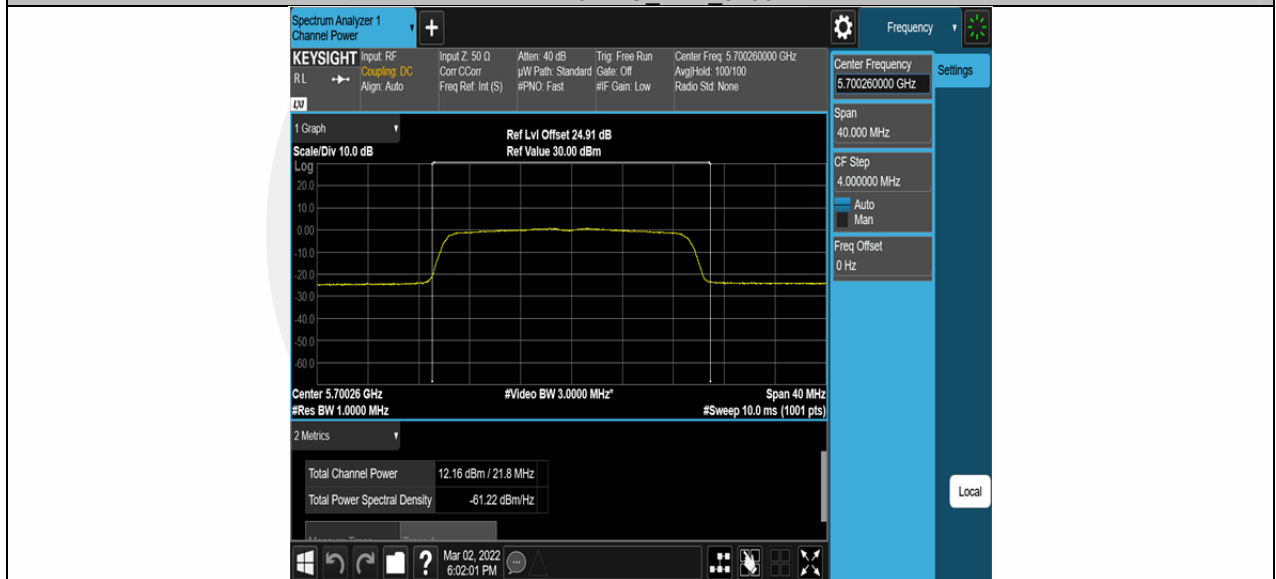 Spectrum Analyzer 1
Channel Power
+
Frequency
KEYSIGHT
RL
LXI
Input: RF
Coupling: DC
Align: Auto
Input Z: 50 Ω
Corr CCorr
Freq Ref: Int (S)
Atten: 40 dB
µW Path: Standard
#PNO: Fast
Trig: Free Run
Gate: Off
#IF Gain: Low
Center Freq: 5.700260000 GHz
Avg|Hold: 100/100
Radio Std: None
Center Frequency
5.700260000 GHz
Settings
Span
40.000 MHz
CF Step
4.000000 MHz
Auto
Man
Freq Offset
0 Hz
Local
1 Graph
Scale/Div 10.0 dB
Ref Lvl Offset 24.91 dB
Ref Value 30.00 dBm
Log
20.0
10.0
0.00
-10.0
-20.0
-30.0
-40.0
-50.0
-60.0
Center 5.70026 GHz
#Video BW 3.0000 MHz*
Span 40 MHz
#Res BW 1.0000 MHz
#Sweep 10.0 ms (1001 pts)
2 Metrics
Total Channel Power 12.16 dBm / 21.8 MHz
Total Power Spectral Density -61.22 dBm/Hz
?
Mar 02, 2022
6:02:01 PM